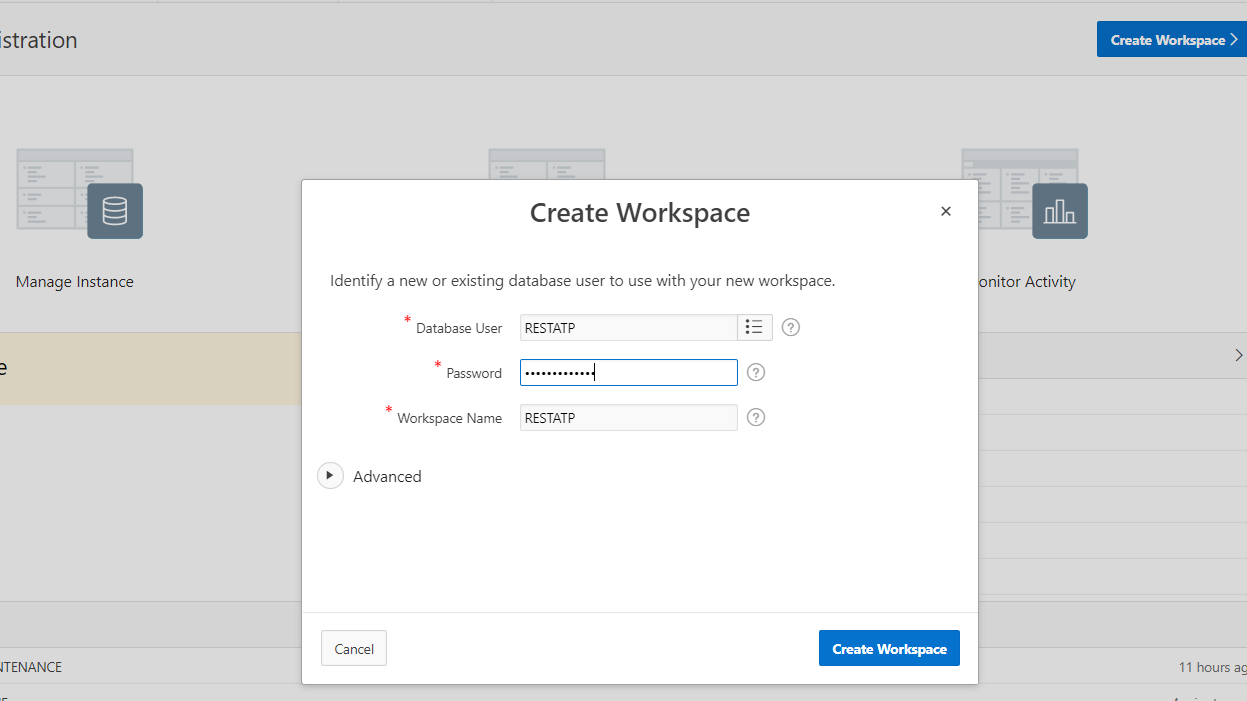 istration
Create Workspace
Create Workspace
Manage Instance
onitor Activity
Identify a new or existing database user to use with your new workspace.
* Database User RESTATP ?
* Password ••••••••••••• ?
e
* Workspace Name RESTATP ?
Advanced
Cancel
Create Workspace
NTENANCE
11 hours ag